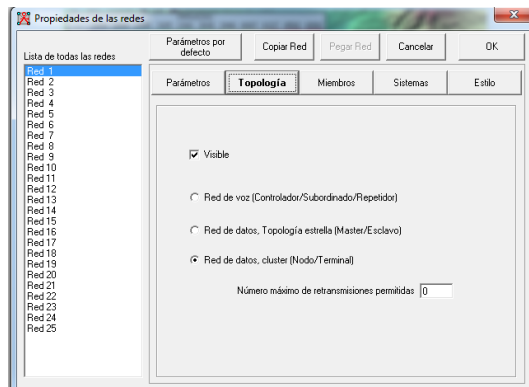 Propiedades de las redes
Lista de todas las redes
Parámetros por defecto
Copiar Red
Pegar Red
Cancelar
OK
Red 1
Red 2
Red 3
Red 4
Red 5
Red 6
Red 7
Red 8
Red 9
Red 10
Red 11
Red 12
Red 13
Red 14
Red 15
Red 16
Red 17
Red 18
Red 19
Red 20
Red 21
Red 22
Red 23
Red 24
Red 25
Parámetros
Topología
Miembros
Sistemas
Estilo
Visible
Red de voz (Controlador/Subordinado/Repetidor)
Red de datos, Topología estrella (Master/Esclavo)
Red de datos, cluster (Nodo/Terminal)
Número máximo de retransmisiones permitidas 0